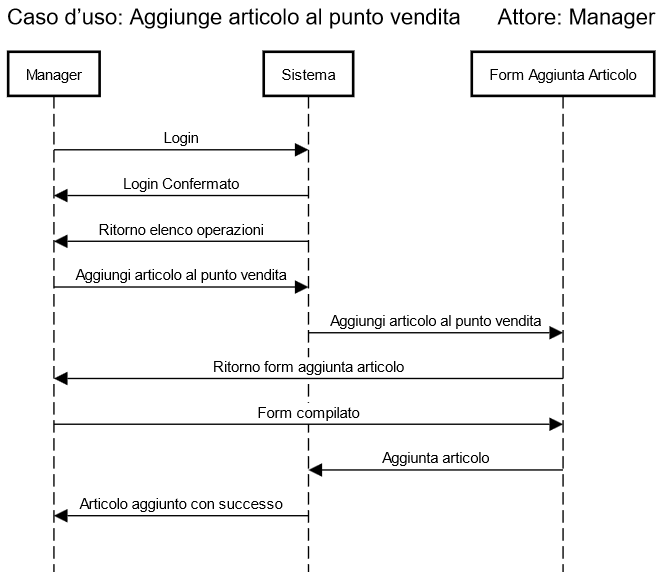 Caso d'uso: Aggiunge articolo al punto vendita Attore: Manager
Manager Sistema Form Aggiunta Articolo
Login
Login Confermato
Ritorno elenco operazioni
Aggiungi articolo al punto vendita
Aggiungi articolo al punto vendita
Ritorno form aggiunta articolo
Form compilato
Aggiunta articolo
Articolo aggiunto con successo